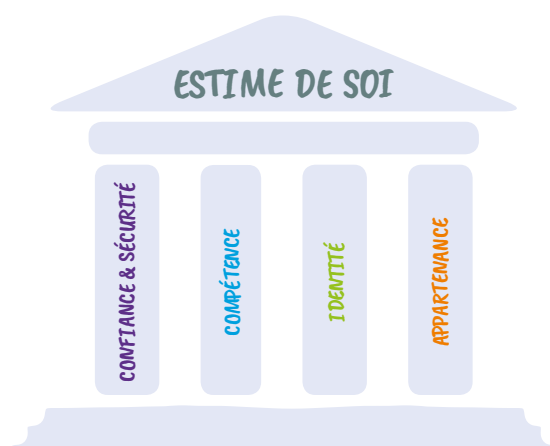 ESTIME DE SOI
CONFIANCE & SÉCURITÉ
COMPÉTENCE
IDENTITÉ
APPARTENANCE